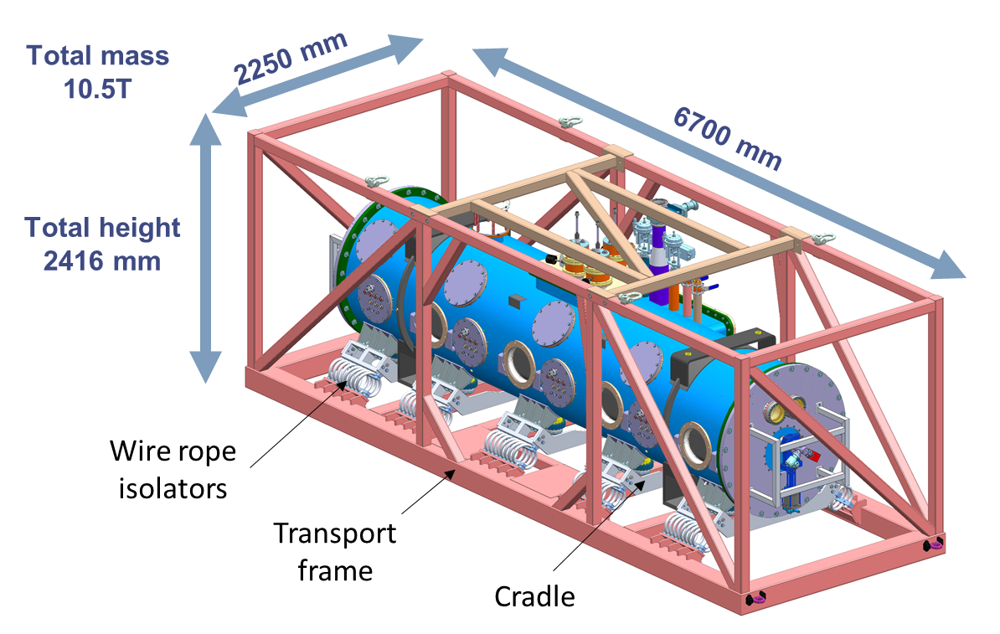 Total mass
10.5T
2250 mm
6700 mm
Total height
2416 mm
Wire rope
isolators
Transport
frame
Cradle